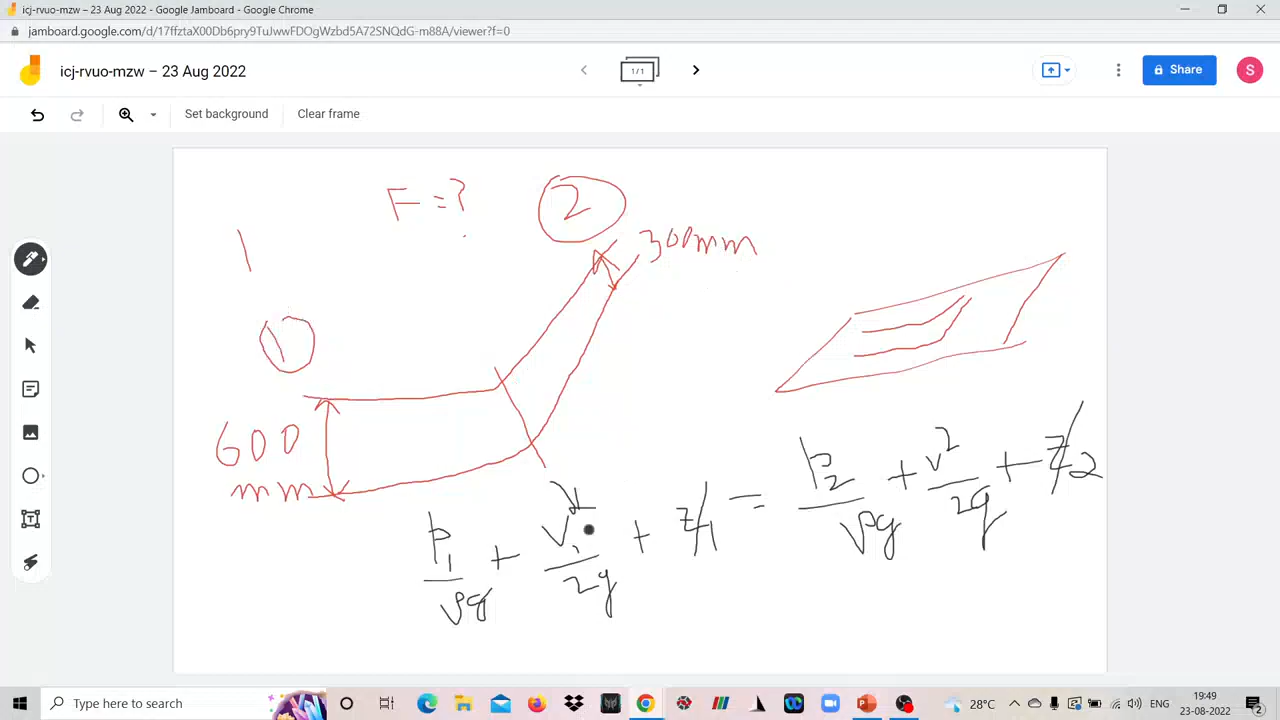 icj-rvuo-mzw – 23 Aug 2022 - Google Jamboard - Google Chrome
jamboard.google.com/d/17ffztaX00Db6pry9TuJwwFDOgWzbd5A72SNQdG-m88A/viewer?f=0
icj-rvuo-mzw – 23 Aug 2022
1/1
Share
S
Set background
Clear frame
F = ?
2
300mm
1
600
mm
p₁/ρg + v₁²/2g + z₁ = p₂/ρg + v²/2g + z₂
Type here to search
28°C
ENG
19:49
23-08-2022
2